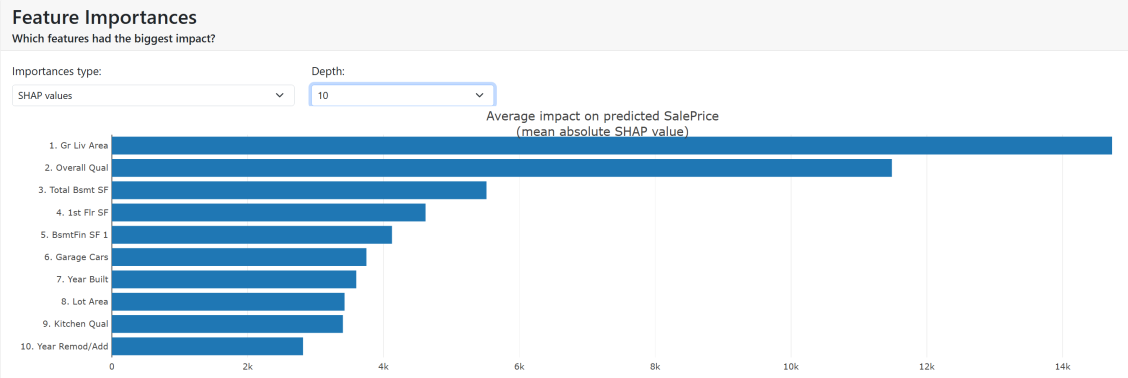 Feature Importances
Which features had the biggest impact?
Importances type:
Depth:
SHAP values
10
Average impact on predicted SalePrice
(mean absolute SHAP value)
1. Gr Liv Area
2. Overall Qual
3. Total Bsmt SF
4. 1st Flr SF
5. BsmtFin SF 1
6. Garage Cars
7. Year Built
8. Lot Area
9. Kitchen Qual
10. Year Remod/Add
0 2k 4k 6k 8k 10k 12k 14k